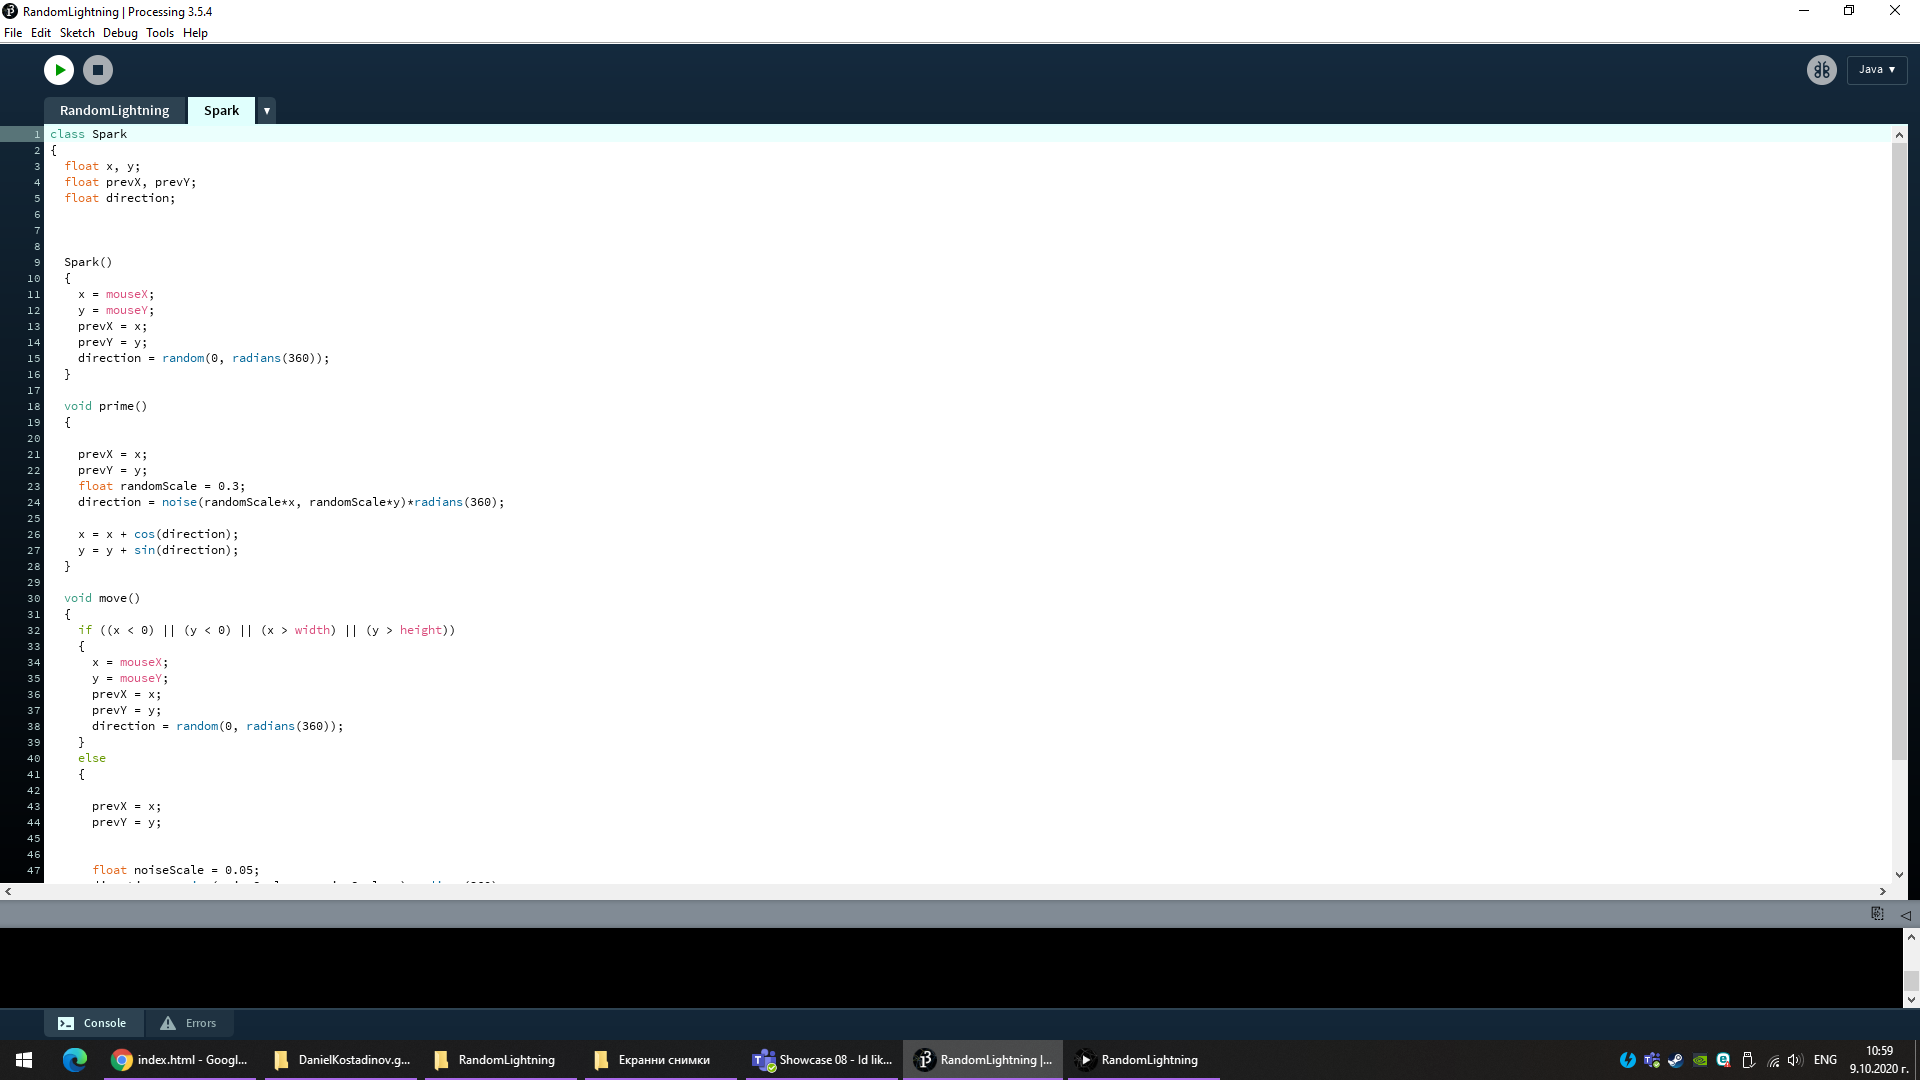 RandomLightning | Processing 3.5.4
File Edit Sketch Debug Tools Help
Java ▾
RandomLightning Spark ▾
1 class Spark
2 {
3 float x, y;
4 float prevX, prevY;
5 float direction;
6
7
8
9 Spark()
10 {
11 x = mouseX;
12 y = mouseY;
13 prevX = x;
14 prevY = y;
15 direction = random(0, radians(360));
16 }
17
18 void prime()
19 {
20
21 prevX = x;
22 prevY = y;
23 float randomScale = 0.3;
24 direction = noise(randomScale*x, randomScale*y)*radians(360);
25
26 x = x + cos(direction);
27 y = y + sin(direction);
28 }
29
30 void move()
31 {
32 if ((x < 0) || (y < 0) || (x > width) || (y > height))
33 {
34 x = mouseX;
35 y = mouseY;
36 prevX = x;
37 prevY = y;
38 direction = random(0, radians(360));
39 }
40 else
41 {
42
43 prevX = x;
44 prevY = y;
45
46
47 float noiseScale = 0.05;
Console Errors
index.html - Googl... DanielKostadinov.g... RandomLightning Екранни снимки Showcase 08 - Id lik... RandomLightning |... RandomLightning ENG 10:59
9.10.2020 г.